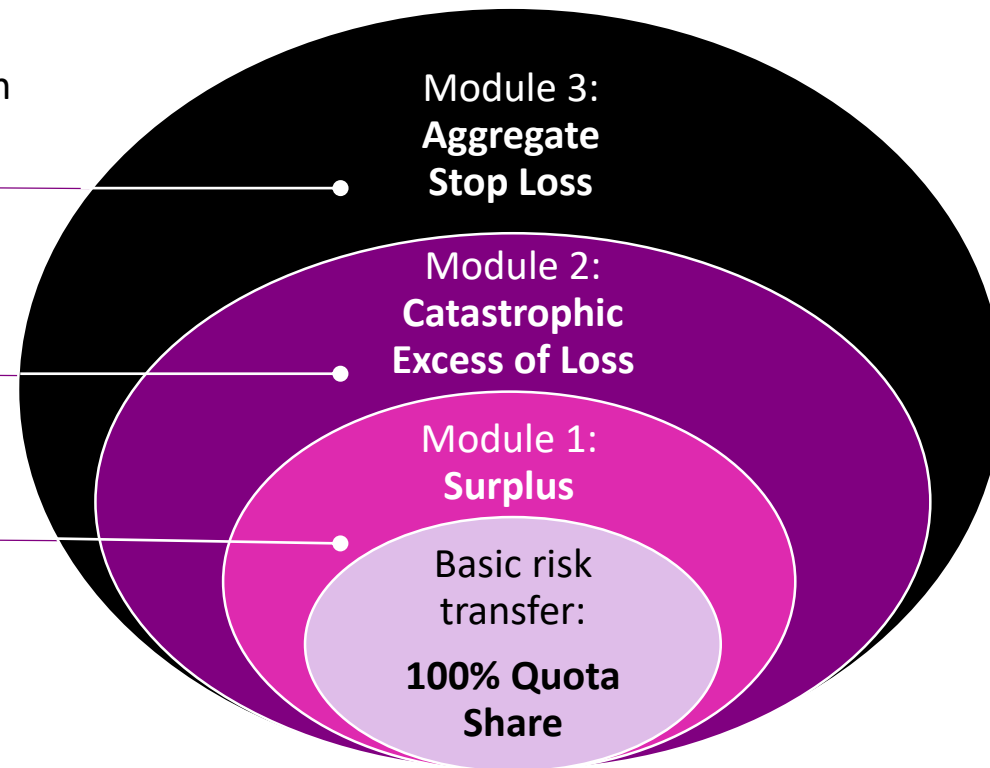 Module 3:
Aggregate
Stop Loss
Module 2:
Catastrophic
Excess of Loss
Module 1:
Surplus
Basic risk
transfer:
100% Quota
Share